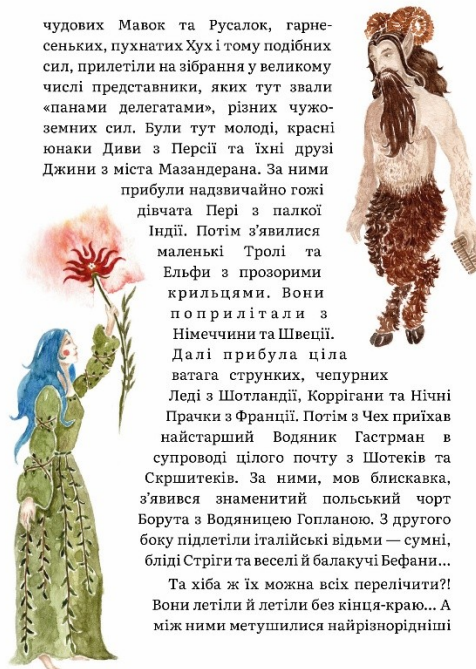 чудових Мавок та Русалок, гарне-
сеньких, пухнатих Хух і тому подібних
сил, прилетіли на зібрання у великому
числі представники, яких тут звали
«панами делегатами», різних чужо-
земних сил. Були тут молоді, красні
юнаки Диви з Персії та їхні друзі
Джини з міста Мазандерана. За ними
прибули надзвичайно гожі
дівчата Пері з палкої
Індії. Потім з’явилися
маленькі Тролі та
Ельфи з прозорими
крильцями. Вони
поприлітали з
Німеччини та Швеції.
Далі прибула ціла
ватага струнких, чепурних
Леді з Шотландії, Коррігани та Нічні
Прачки з Франції. Потім з Чех приїхав
найстарший Водяник Гастрман в
супроводі цілого почту з Шотеків та
Скршитеків. За ними, мов блискавка,
з’явився знаменитий польський чорт
Борута з Водяницею Гопланою. З другого
боку підлетіли італійські відьми — сумні,
бліді Стріги та веселі й балакучі Бефани...
Та хіба ж їх можна всіх перелічити?!
Вони летіли й летіли без кінця-краю... А
між ними метушилися найрізнорідніші